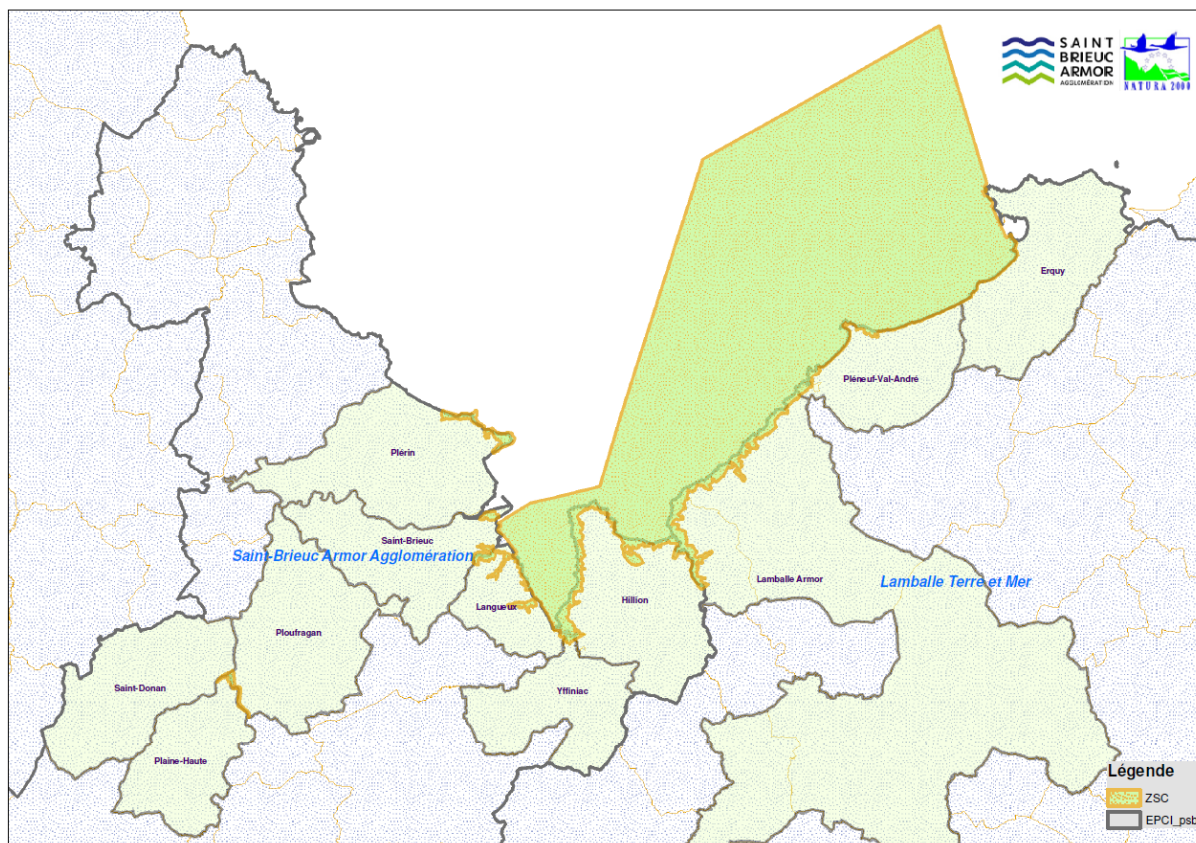 SAINT
BRIEUC
ARMOR
AGGLOMÉRATION
NATURA 2000
Erquy
Pléneuf-Val-André
Plérin
Saint-Brieuc
Saint-Brieuc Armor Agglomération
Lamballe Armor
Lamballe Terre et Mer
Langueux
Hillion
Ploufragan
Saint-Donan
Yffiniac
Plaine-Haute
Légende
ZSC
EPCI_psb